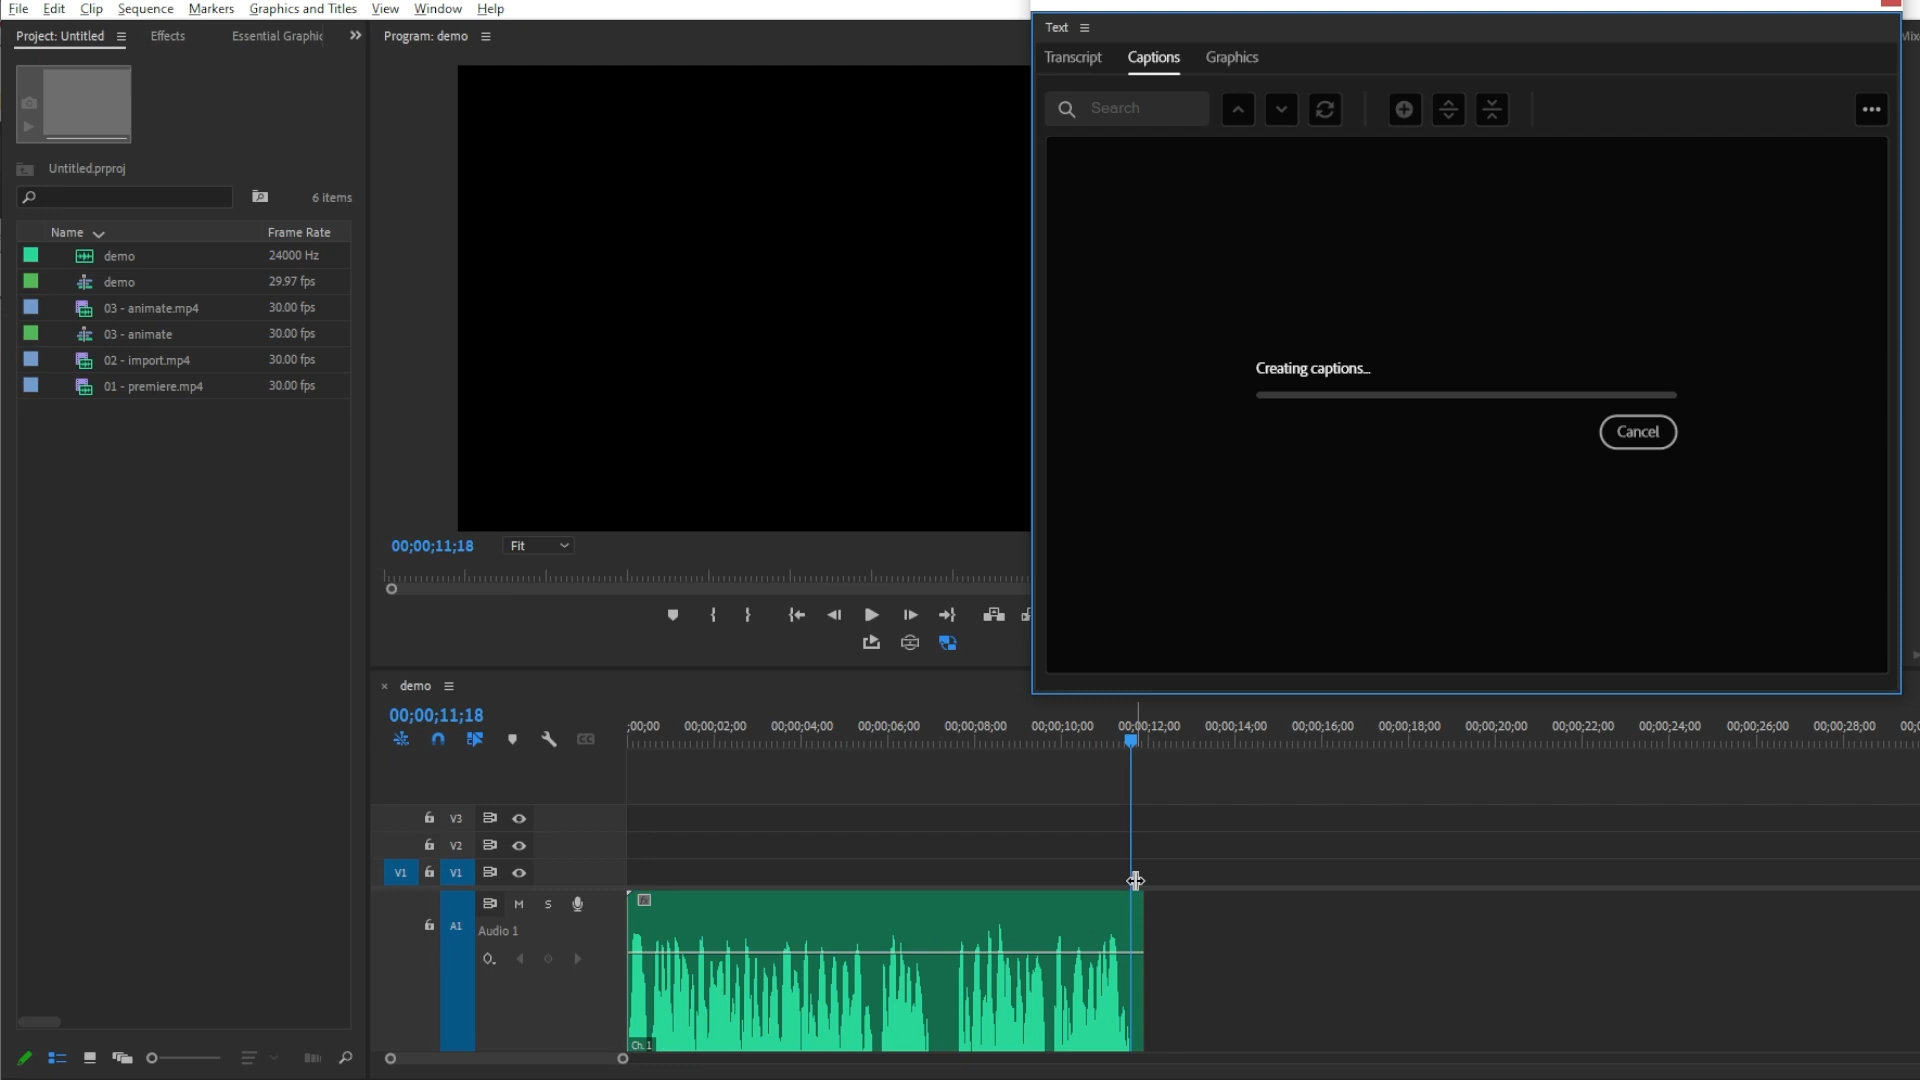 File Edit Clip Sequence Markers Graphics and Titles View Window Help
Project: Untitled Effects Essential Graphic
Program: demo
Text
Transcript Captions Graphics
Search
Creating captions...
Cancel
Untitled.prproj
6 items
Name Frame Rate
demo 24000 Hz
demo 29.97 fps
03 - animate.mp4 30.00 fps
03 - animate 30.00 fps
02 - import.mp4 30.00 fps
01 - premiere.mp4 30.00 fps
00;00;11;18 Fit
demo
00;00;11;18
;00;00 00;00;02;00 00;00;04;00 00;00;06;00 00;00;08;00 00;00;10;00 00;00;12;00 00;00;14;00 00;00;16;00 00;00;18;00 00;00;20;00 00;00;22;00 00;00;24;00 00;00;26;00 00;00;28;00 00;
V3
V2
V1 V1
M S
A1
Audio 1
fx
Ch. 1